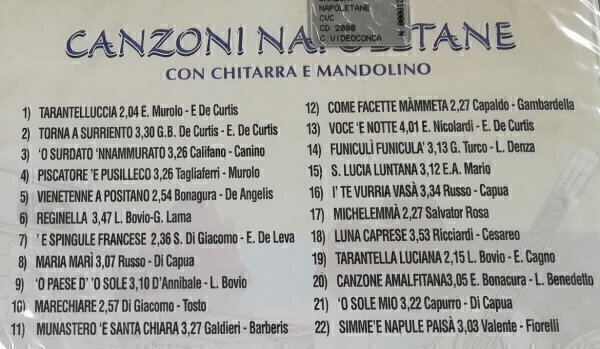 NAPOLETANE
CVC
CD 2000
C VIDEOCONCA
CANZONI NAPOLETANE
CON CHITARRA E MANDOLINO
1) TARANTELLUCCIA 2,04 E. Murolo - E De Curtis
2) TORNA A SURRIENTO 3,30 G.B. De Curtis - E. De Curtis
3) 'O SURDATO 'NNAMMURATO 3,26 Califano - Canino
4) PISCATORE 'E PUSILLECO 3,26 Tagliaferri - Murolo
5) VIENETENNE A POSITANO 2,54 Bonagura - De Angelis
6) REGINELLA 3,47 L. Bovio-G. Lama
7) ' E SPINGULE FRANCESE 2,36 S. Di Giacomo - E. De Leva
8) MARIA MARÌ 3,07 Russo - Di Capua
9) 'O PAESE D' 'O SOLE 3,10 D'Annibale - L. Bovio
10) MARECHIARE 2,57 Di Giacomo - Tosto
11) MUNASTERO 'E SANTA CHIARA 3,27 Galdieri - Barberis
12) COME FACETTE MÀMMETA 2,27 Capaldo - Gambardella
13) VOCE 'E NOTTE 4,01 E. Nicolardi - E. De Curtis
14) FUNICULÌ FUNICULA' 3,13 G. Turco - L. Denza
15) S. LUCIA LUNTANA 3,12 E.A. Mario
16) I' TE VURRIA VASÀ 3,34 Russo - Capua
17) MICHELEMMÀ 2,27 Salvator Rosa
18) LUNA CAPRESE 3,53 Ricciardi - Cesareo
19) TARANTELLA LUCIANA 2,15 L. Bovio - E. Cagno
20) CANZONE AMALFITANA3,05 E. Bonacura - L. Benedetto
21) 'O SOLE MIO 3,22 Capurro - Di Capua
22) SIMME'E NAPULE PAISÀ 3,03 Valente - Fiorelli